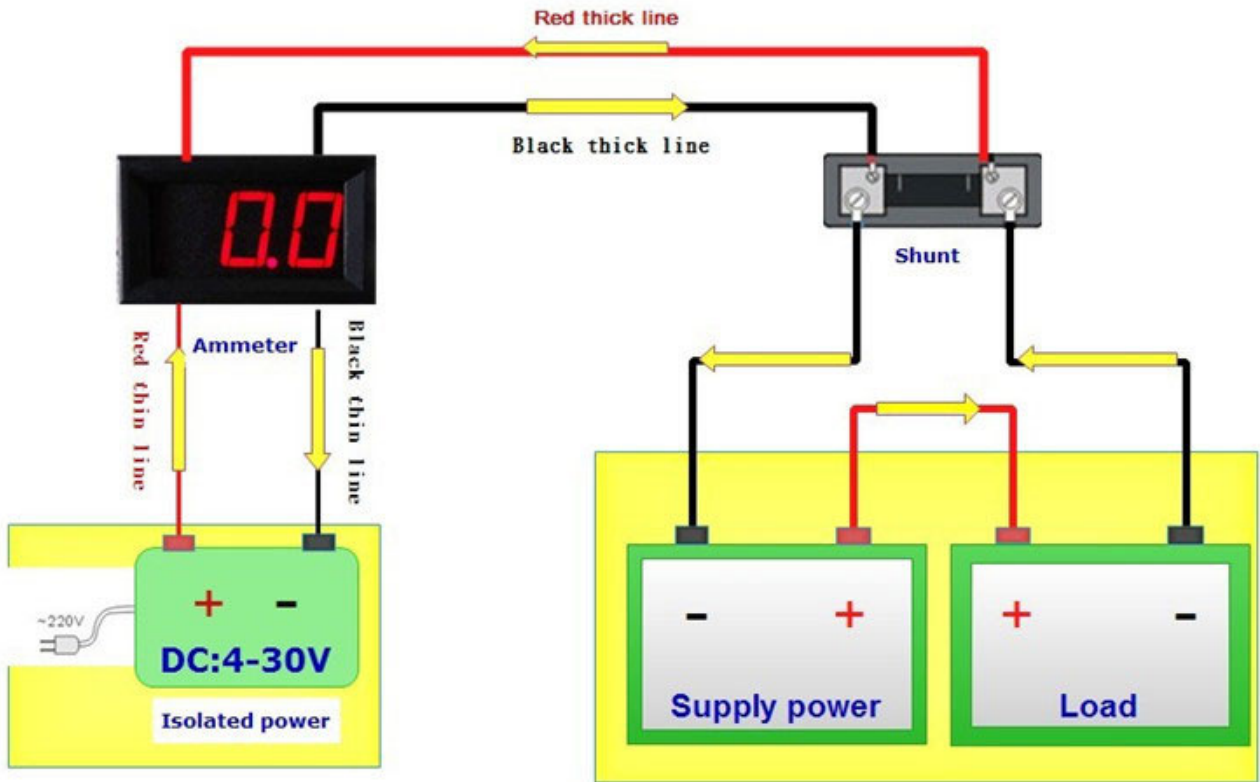 Red thick line
Black thick line
0.0
Shunt
Ammeter
Red thin line
Black thin line
~220V
+ -
DC:4-30V
Isolated power
- +
Supply power
+ -
Load